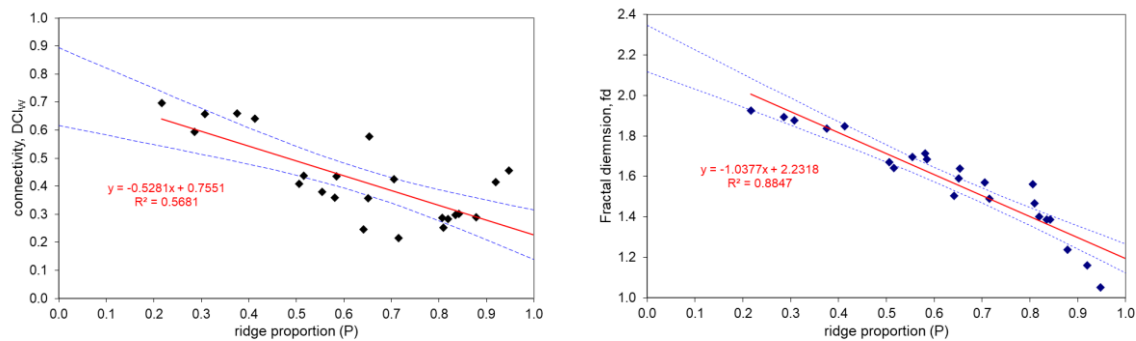 1.0
0.9
0.8
0.7
0.6
0.5
0.4
0.3
0.2
0.1
0.0
connectivity, DCIw
y = -0.5281x + 0.7551
R² = 0.5681
0.0 0.1 0.2 0.3 0.4 0.5 0.6 0.7 0.8 0.9 1.0
ridge proportion (P)
2.4
2.2
2.0
1.8
1.6
1.4
1.2
1.0
Fractal diemnsion, fd
y = -1.0377x + 2.2318
R² = 0.8847
0.0 0.1 0.2 0.3 0.4 0.5 0.6 0.7 0.8 0.9 1.0
ridge proportion (P)